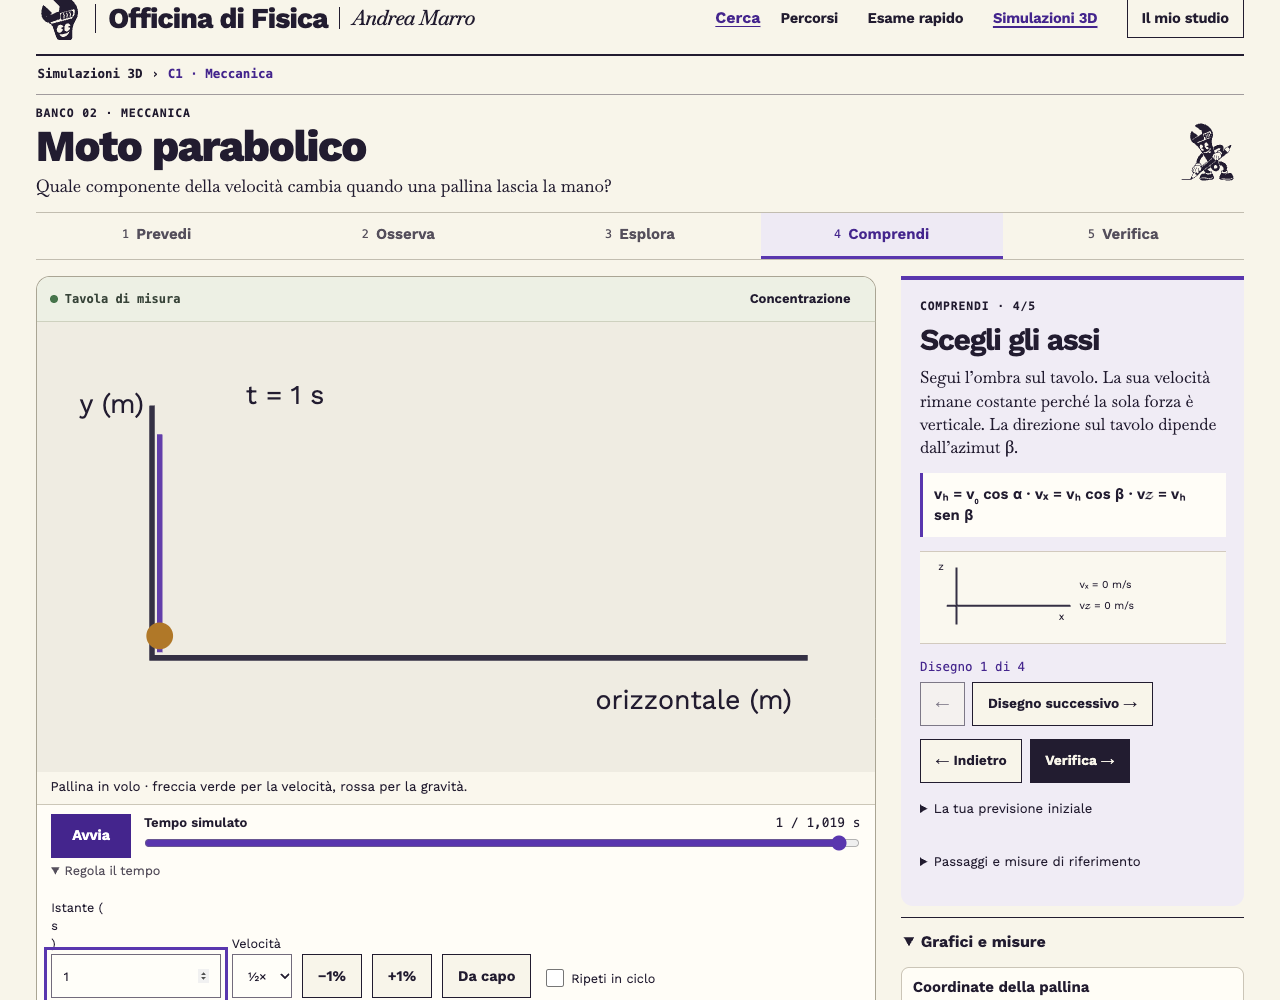 Officina di Fisica
Andrea Marro
Cerca
Percorsi
Esame rapido
Simulazioni 3D
Il mio studio
Simulazioni 3D › C1 · Meccanica
BANCO 02 · MECCANICA
Moto parabolico
Quale componente della velocità cambia quando una pallina lascia la mano?
1 Prevedi
2 Osserva
3 Esplora
4 Comprendi
5 Verifica
Tavola di misura
Concentrazione
y (m)
t = 1 s
orizzontale (m)
Pallina in volo · freccia verde per la velocità, rossa per la gravità.
Avvia
Tempo simulato
1 / 1,019 s
▼ Regola il tempo
Istante (
s
)
Velocità
1
½×
−1%
+1%
Da capo
Ripeti in ciclo
COMPRENDI · 4/5
Scegli gli assi
Segui l’ombra sul tavolo. La sua velocità
rimane costante perché la sola forza è
verticale. La direzione sul tavolo dipende
dall’azimut β.
vₕ = v₀ cos α · vₓ = vₕ cos β · v𝓏 = vₕ
sen β
z
x
vₓ = 0 m/s
v𝓏 = 0 m/s
Disegno 1 di 4
←
Disegno successivo →
← Indietro
Verifica →
▶ La tua previsione iniziale
▶ Passaggi e misure di riferimento
▼ Grafici e misure
Coordinate della pallina